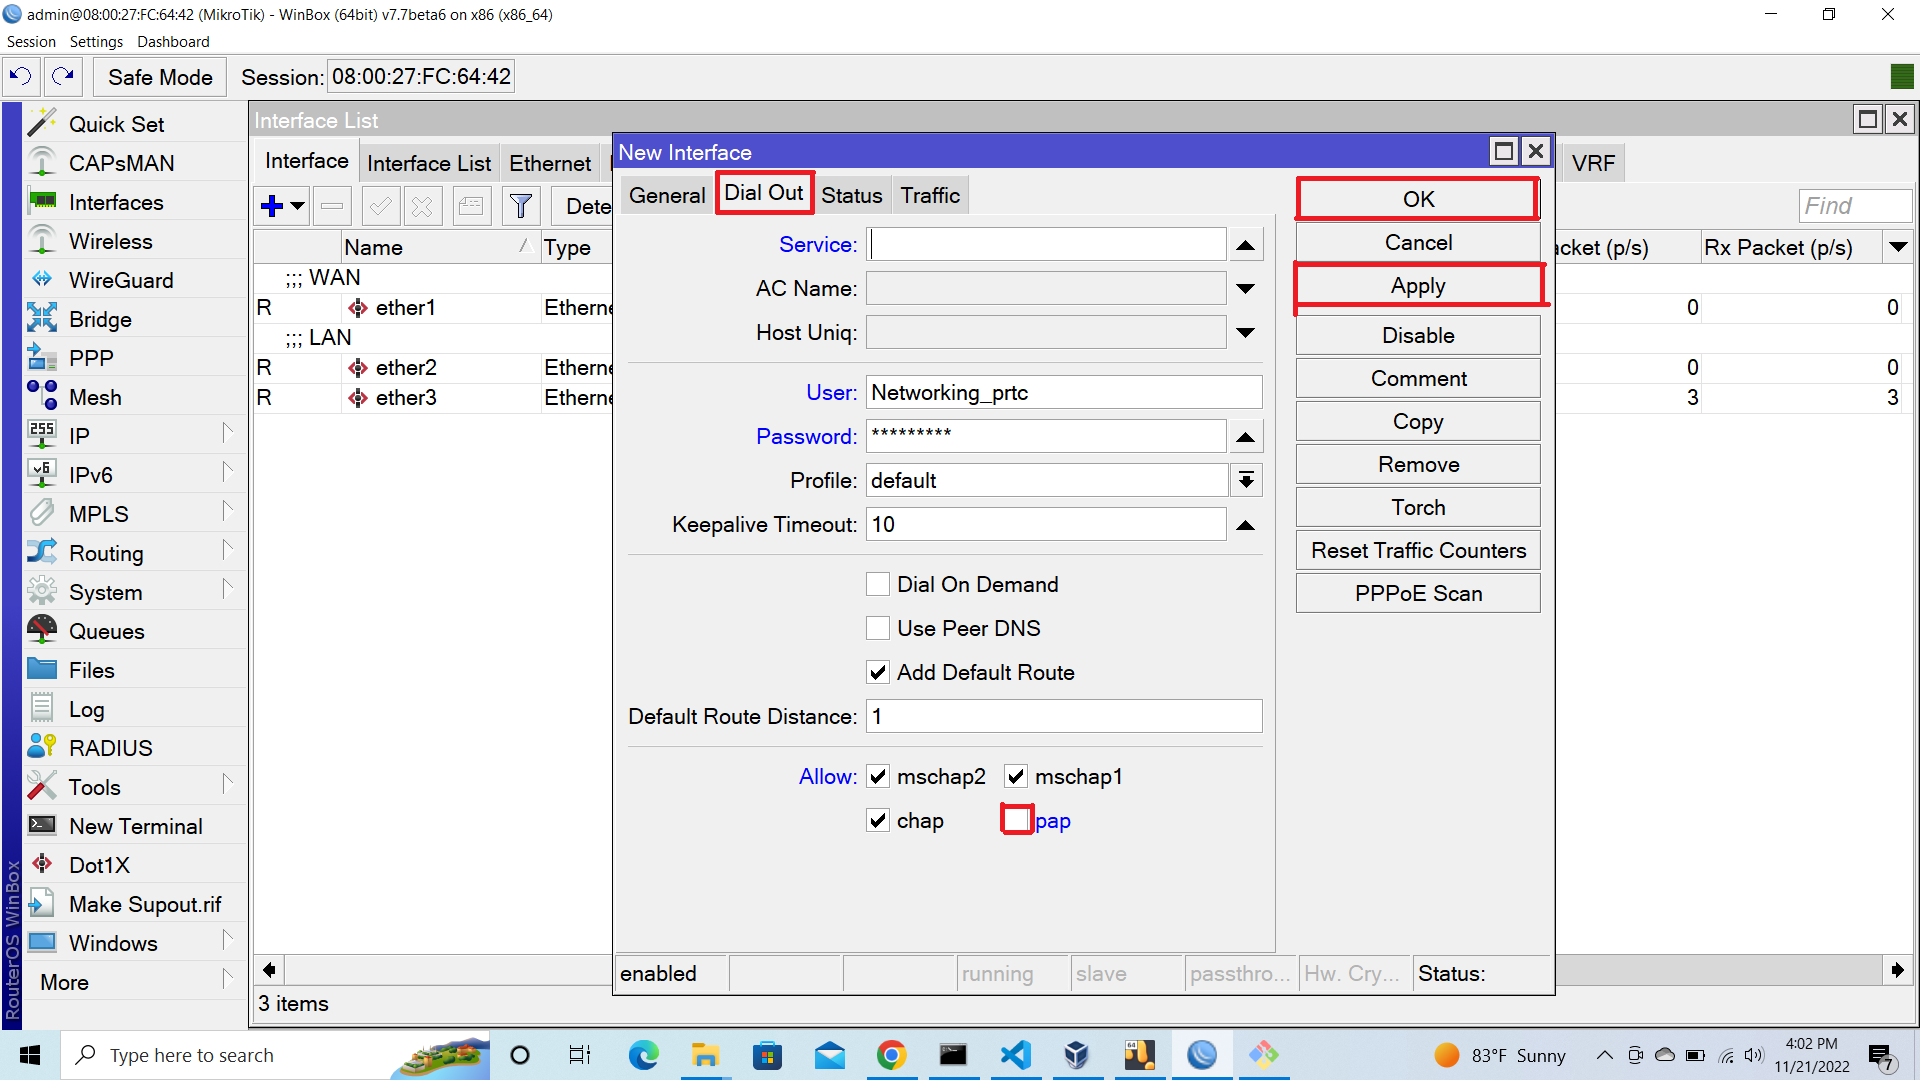 admin@08:00:27:FC:64:42 (MikroTik) - WinBox (64bit) v7.7beta6 on x86 (x86_64)
Session Settings Dashboard
Safe Mode Session: 08:00:27:FC:64:42
Interface List
Quick Set
CAPsMAN
Interfaces
Wireless
WireGuard
Bridge
PPP
Mesh
IP
IPv6
MPLS
Routing
System
Queues
Files
Log
RADIUS
Tools
New Terminal
Dot1X
Make Supout.rif
Windows
More
RouterOS WinBox
Interface Interface List Ethernet VRF
Dete
Find
Name Type acket (p/s) Rx Packet (p/s)
;;; WAN
R ether1 Etherne 0 0
;;; LAN
R ether2 Etherne 0 0
R ether3 Etherne 3 3
3 items
New Interface
General Dial Out Status Traffic
Service:
AC Name:
Host Uniq:
User: Networking_prtc
Password: *********
Profile: default
Keepalive Timeout: 10
Dial On Demand
Use Peer DNS
Add Default Route
Default Route Distance: 1
Allow: mschap2 mschap1
chap pap
OK
Cancel
Apply
Disable
Comment
Copy
Remove
Torch
Reset Traffic Counters
PPPoE Scan
enabled running slave passthro... Hw. Cry... Status:
Type here to search
64
83°F Sunny
4:02 PM
11/21/2022
7